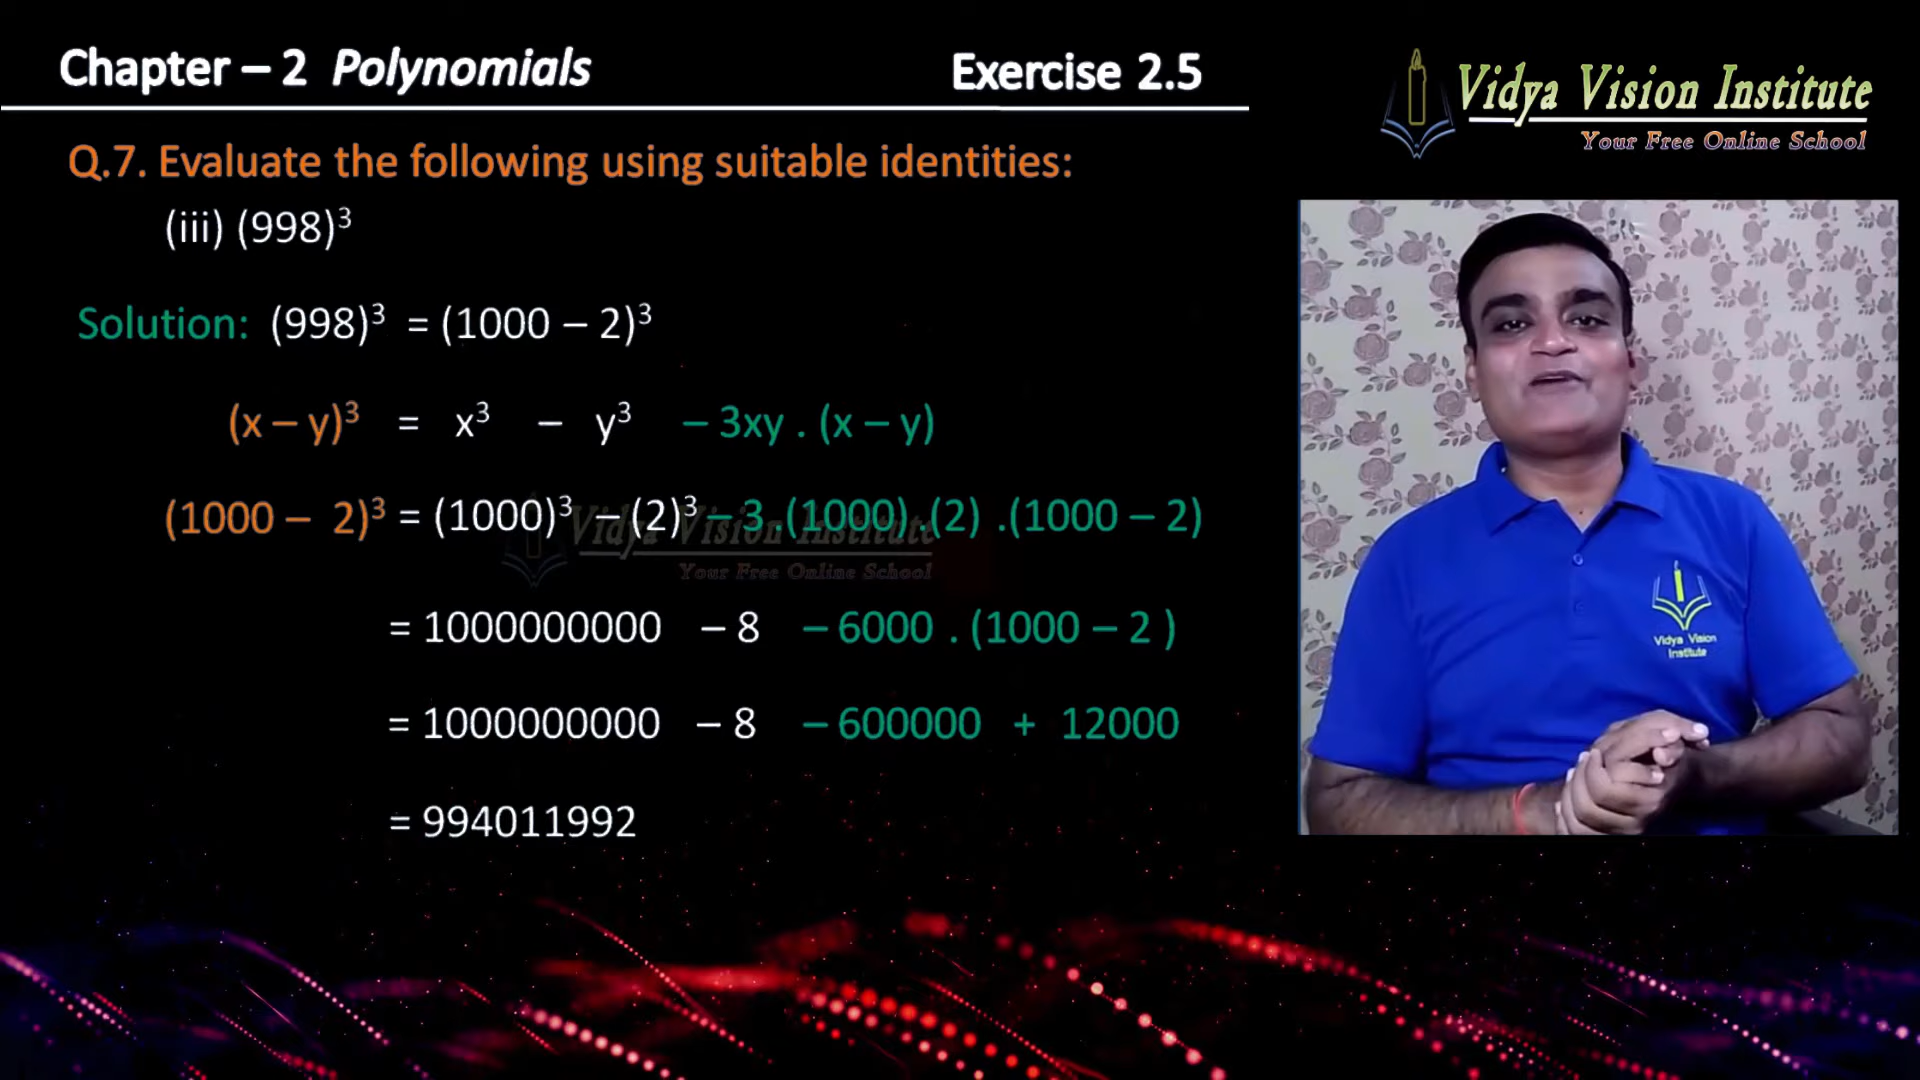 Chapter – 2 Polynomials
Exercise 2.5
Vidya Vision Institute
Your Free Online School
Q.7. Evaluate the following using suitable identities:
(iii) (998)³
Solution: (998)³ = (1000 – 2)³
(x – y)³ = x³ – y³ – 3xy . (x – y)
(1000 – 2)³ = (1000)³ – (2)³ – 3 .(1000) .(2) .(1000 – 2)
Vidya Vision Institute
Your Free Online School
= 1000000000 – 8 – 6000 . (1000 – 2 )
= 1000000000 – 8 – 600000 + 12000
= 994011992
Vidya Vision
Institute